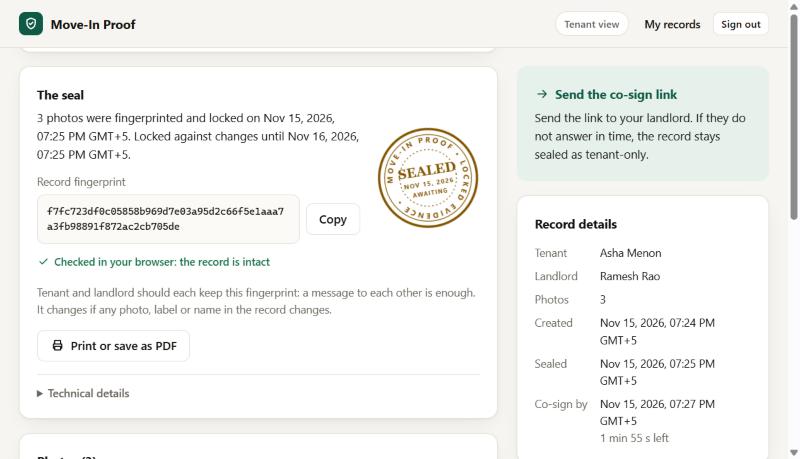 Move-In Proof
Tenant view
My records
Sign out
The seal
3 photos were fingerprinted and locked on Nov 15, 2026,
07:25 PM GMT+5. Locked against changes until Nov 16, 2026,
07:25 PM GMT+5.
Record fingerprint
f7fc723df0c05858b969d7e03a95d2c66f5e1aaa7
a3fb98891f872ac2cb705de
Copy
Checked in your browser: the record is intact
MOVE-IN PROOF • LOCKED EVIDENCE •
SEALED
NOV 15, 2026
AWAITING
Tenant and landlord should each keep this fingerprint: a message to each other is enough.
It changes if any photo, label or name in the record changes.
Print or save as PDF
Technical details
Send the co-sign link
Send the link to your landlord. If they do
not answer in time, the record stays
sealed as tenant-only.
Record details
Tenant Asha Menon
Landlord Ramesh Rao
Photos 3
Created Nov 15, 2026, 07:24 PM
GMT+5
Sealed Nov 15, 2026, 07:25 PM
GMT+5
Co-sign by Nov 15, 2026, 07:27 PM
GMT+5
1 min 55 s left